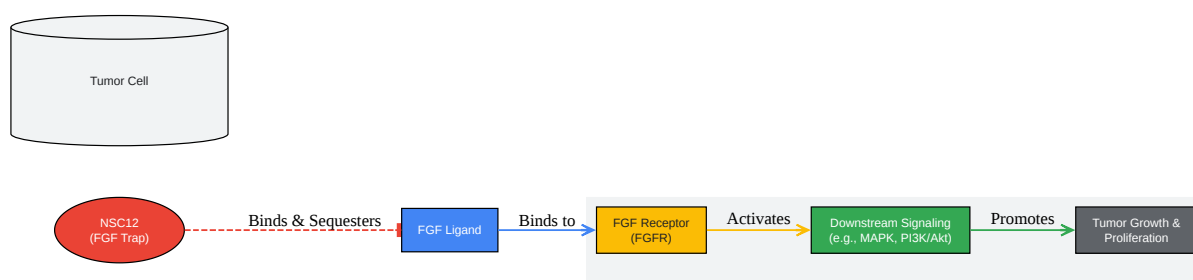 Tumor Cell
NSC12
(FGF Trap)
Binds & Sequesters
FGF Ligand
Binds to
FGF Receptor
(FGFR)
Activates
Downstream Signaling
(e.g., MAPK, PI3K/Akt)
Promotes
Tumor Growth &
Proliferation